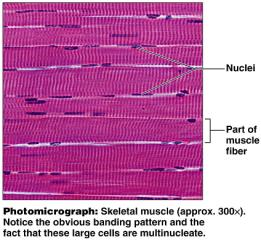 Nuclei
Part of
muscle
fiber
Photomicrograph: Skeletal muscle (approx. 300×).
Notice the obvious banding pattern and the
fact that these large cells are multinucleate.